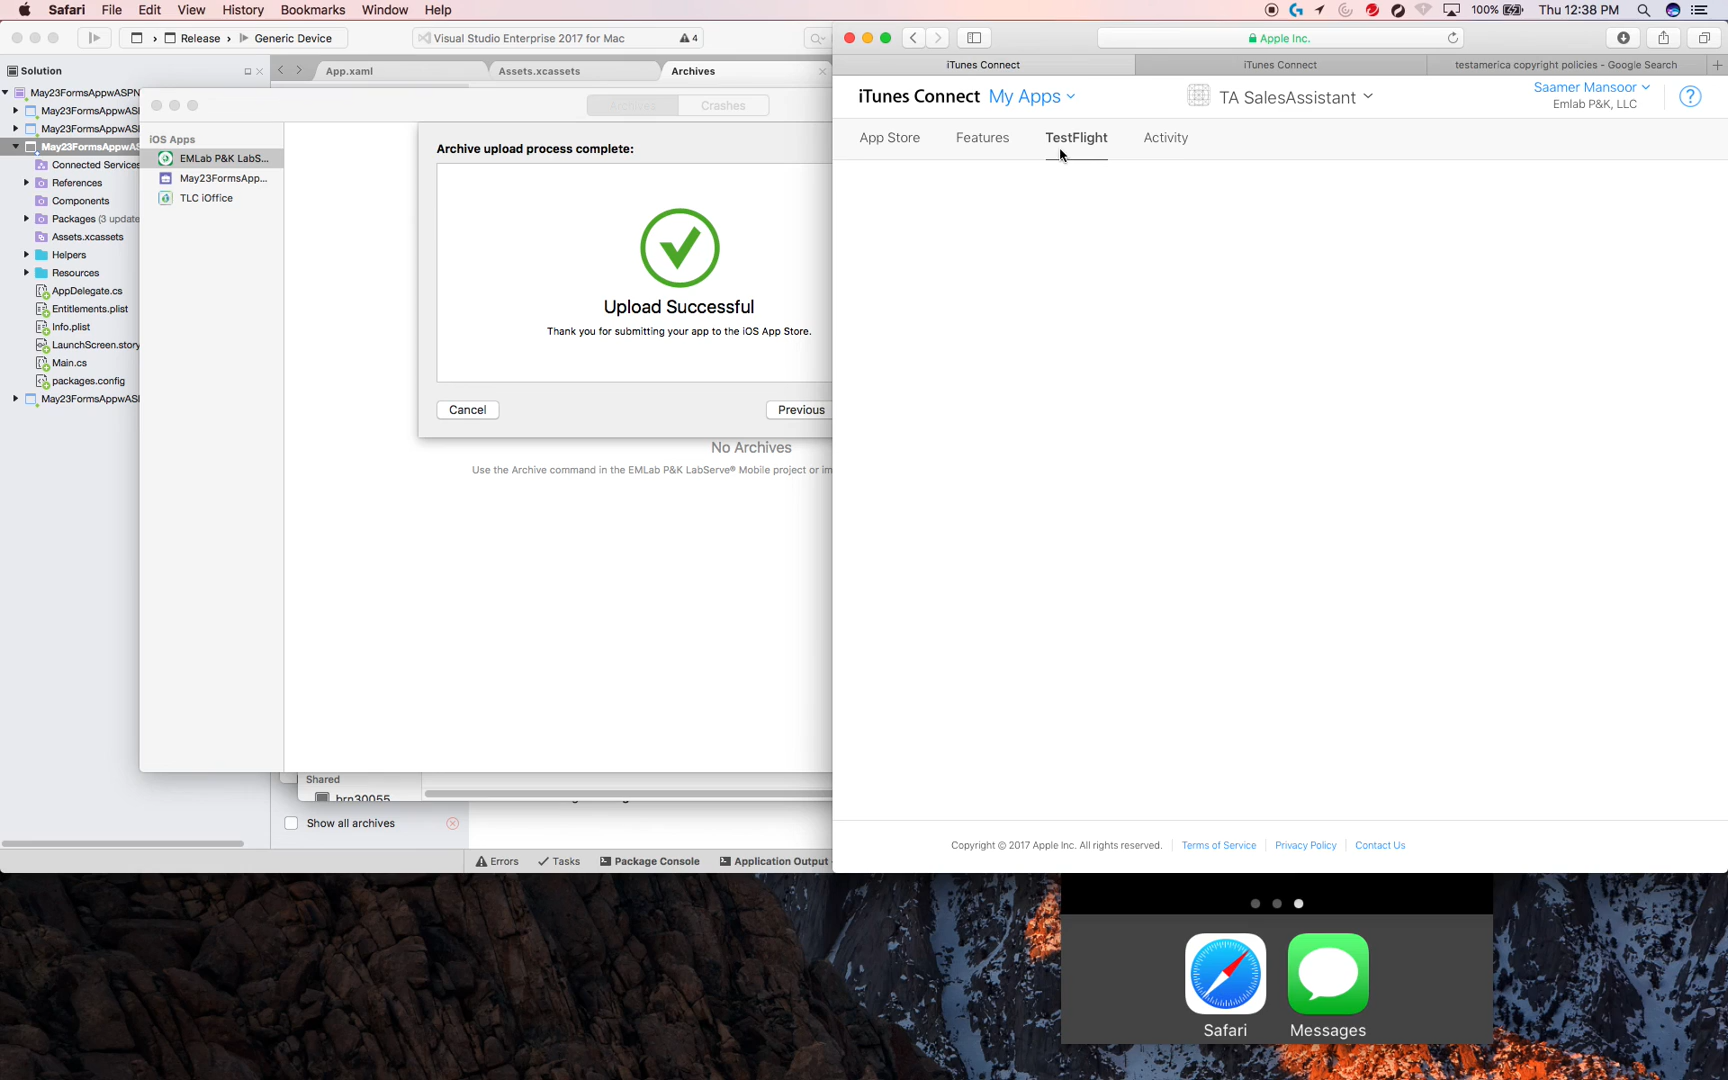 Safari File Edit View History Bookmarks Window Help
100% Thu 12:38 PM
Release Generic Device
Visual Studio Enterprise 2017 for Mac 4
Solution
App.xaml Assets.xcassets Archives
May23FormsAppwASPN
May23FormsAppwASI
May23FormsAppwASI
May23FormsAppwAS
Connected Services
References
Components
Packages (3 update
Assets.xcassets
Helpers
Resources
AppDelegate.cs
Entitlements.plist
Info.plist
LaunchScreen.story
Main.cs
packages.config
May23FormsAppwASI
Archives Crashes
iOS Apps
EMLab P&K LabS...
May23FormsApp...
TLC iOffice
Archive upload process complete:
Upload Successful
Thank you for submitting your app to the iOS App Store.
Cancel Previous
No Archives
Use the Archive command in the EMLab P&K LabServe® Mobile project or im
Shared
brn30055
Show all archives
Errors Tasks Package Console Application Output
Apple Inc.
iTunes Connect iTunes Connect testamerica copyright policies - Google Search
iTunes Connect My Apps
TA SalesAssistant
Saamer Mansoor
Emlab P&K, LLC
?
App Store Features TestFlight Activity
Copyright © 2017 Apple Inc. All rights reserved. Terms of Service Privacy Policy Contact Us
Safari Messages